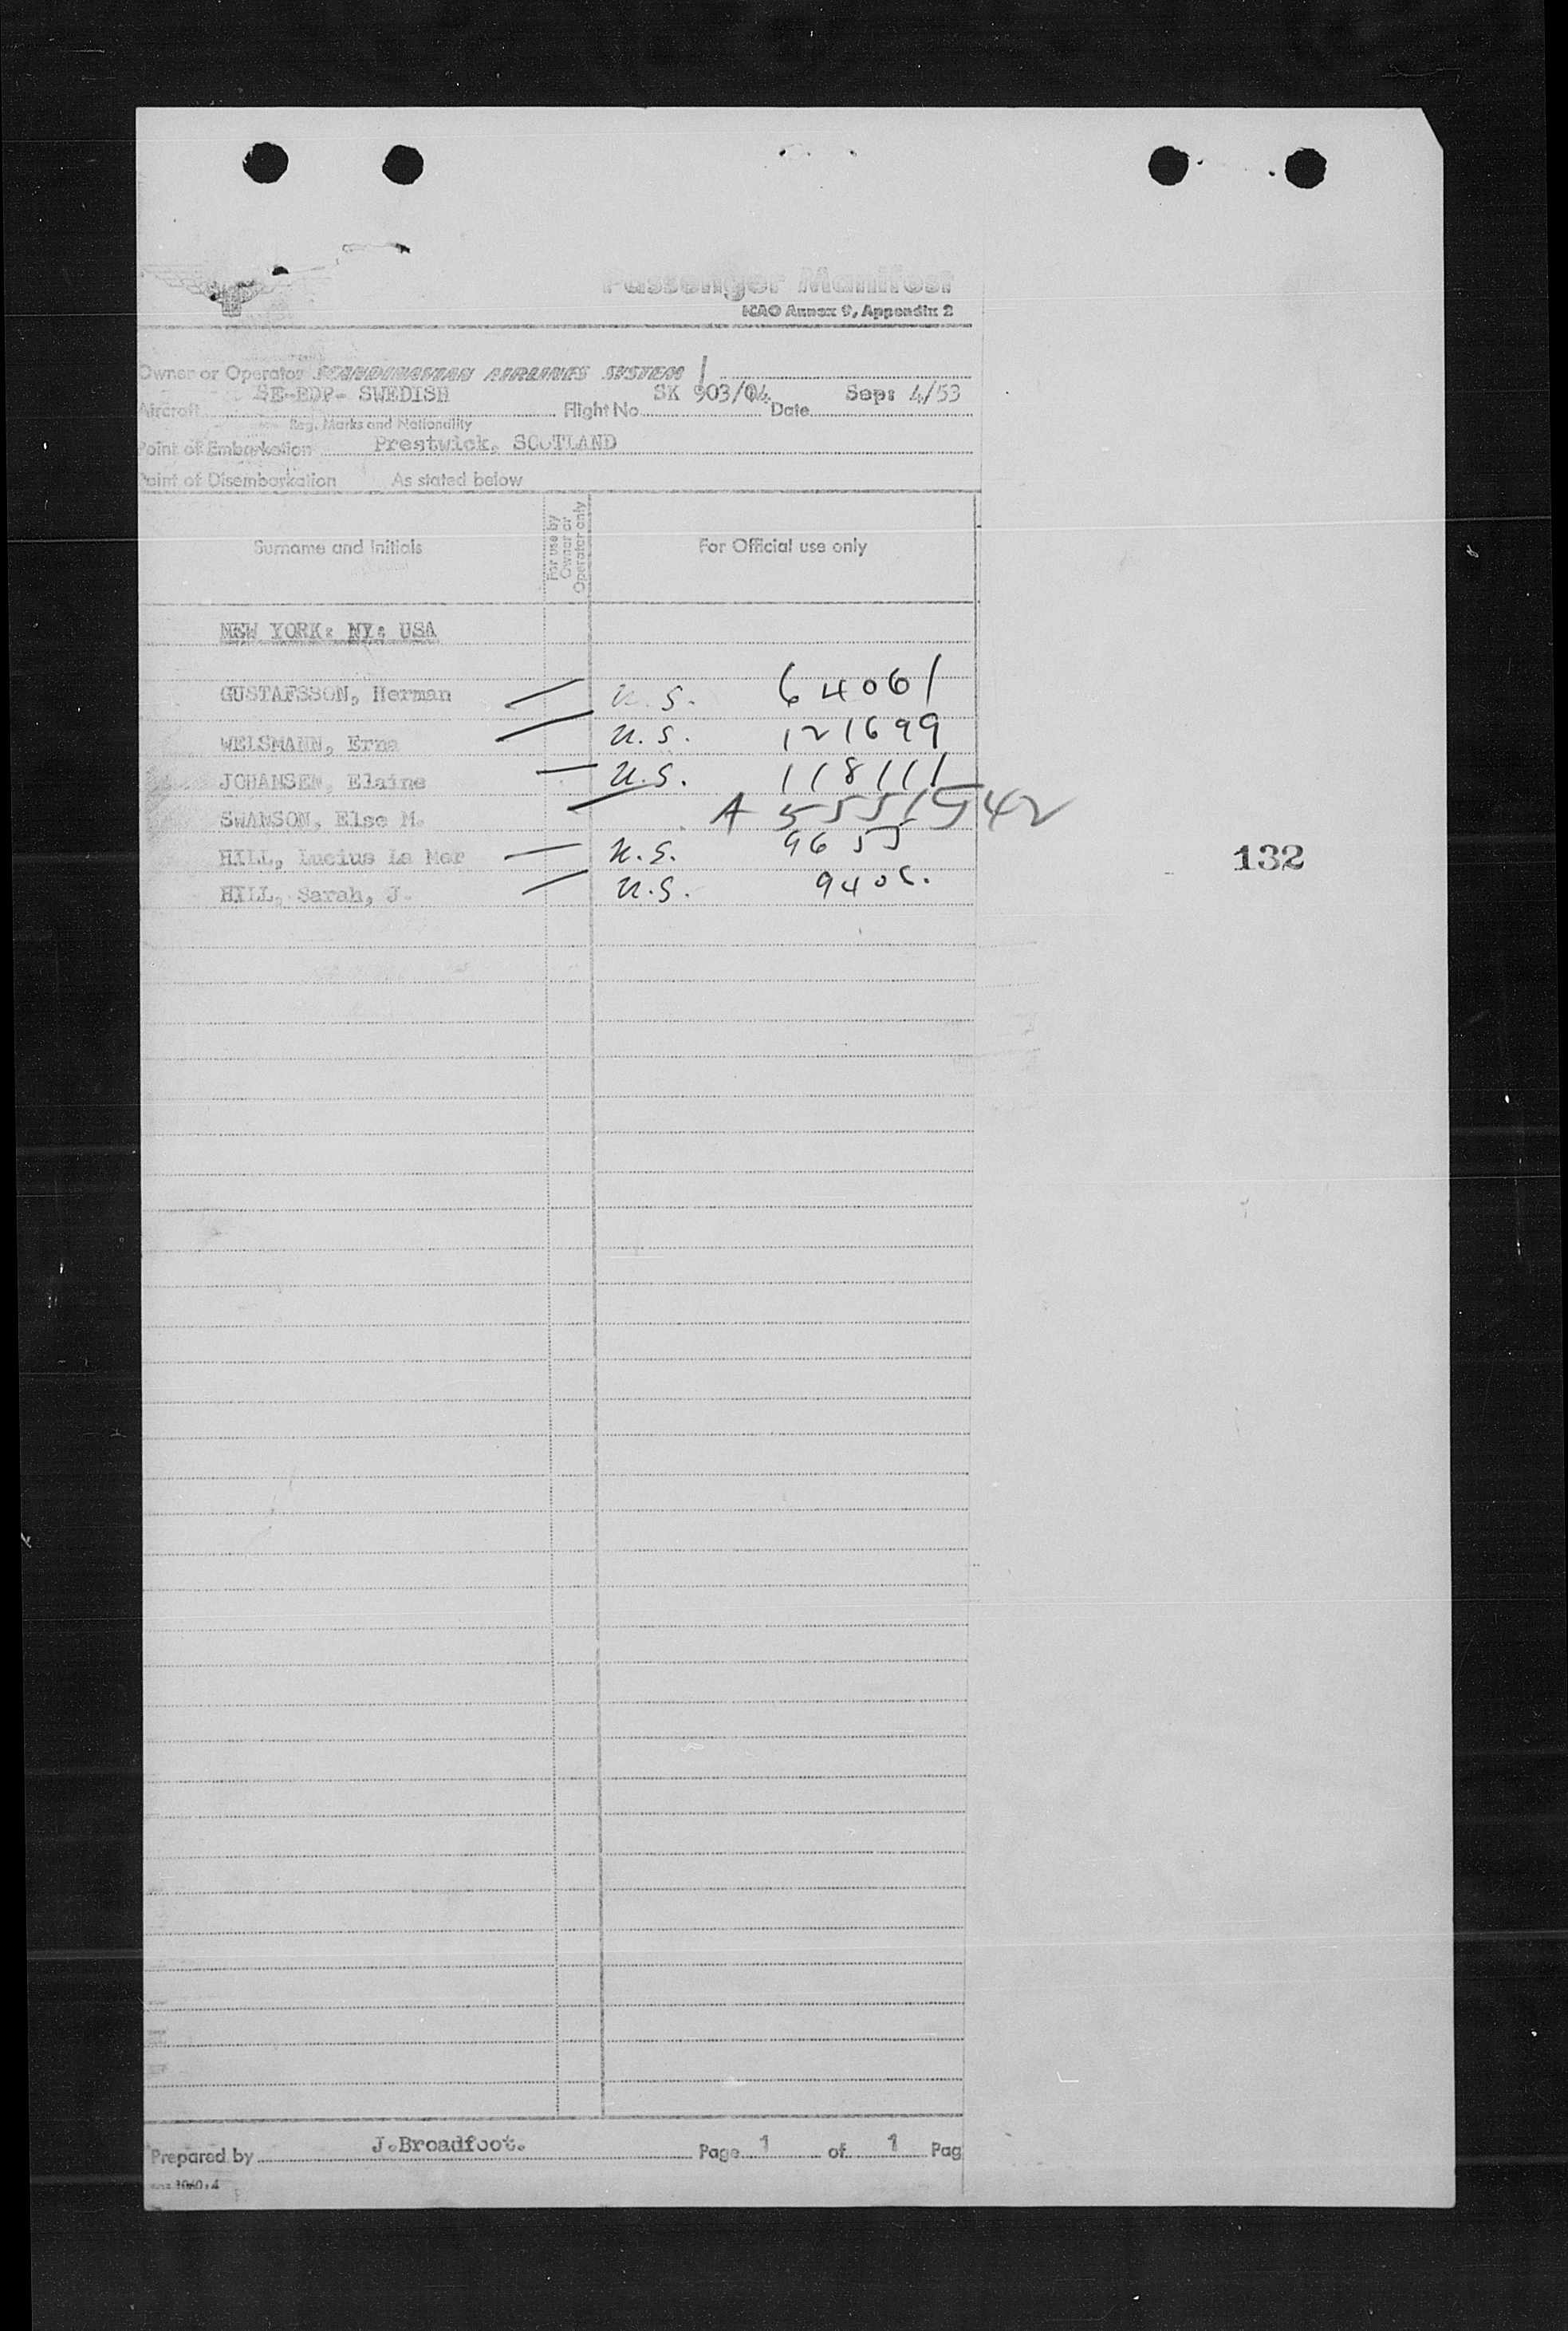 Passenger Manifest
ICAO Annex 9, Appendix 2
Owner or Operator SCANDINAVIAN AIRLINES SYSTEM
Aircraft SE-BDP- SWEDISH Flight No. SK 903/04 Date Sep: 4/53
Reg. Marks and Nationality
Point of Embarkation Prestwick, SCOTLAND
Point of Disembarkation As stated below
Surname and Initials For use by Owner or Operator only For Official use only
NEW YORK: NY: USA
GUSTAFSSON, Herman U.S. 64061
WELSMANN, Erna U.S. 121699
JOHANSEN, Elaine U.S. 118111
SWANSON, Else M. A 5551542
HILL, Lucius La Mar U.S. 9655
HILL, Sarah, J. U.S. 9406.
132
Prepared by J.Broadfoot. Page 1 of 1 Pag